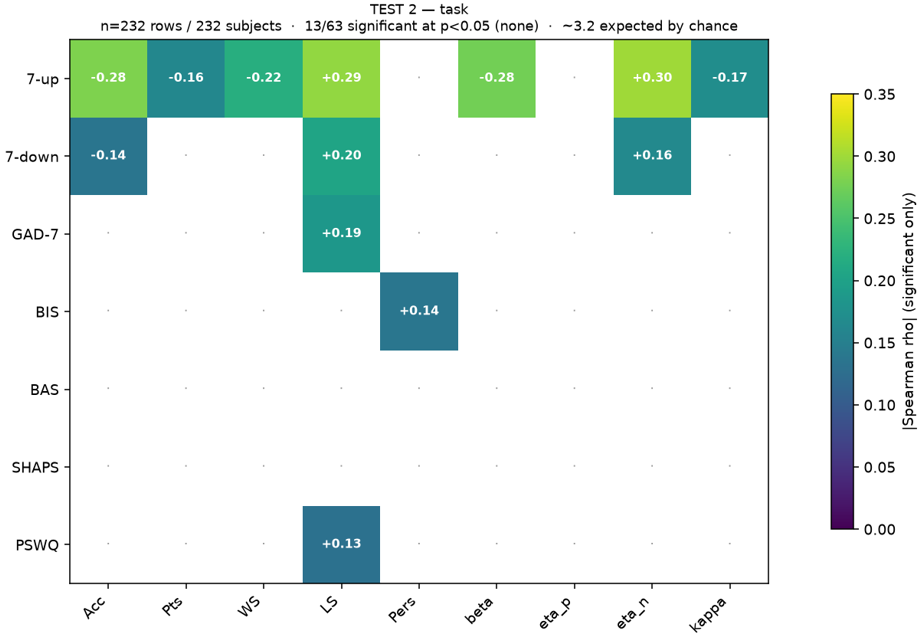 TEST 2 — task
n=232 rows / 232 subjects · 13/63 significant at p<0.05 (none) · ~3.2 expected by chance
7-up -0.28 -0.16 -0.22 +0.29 · -0.28 · +0.30 -0.17
7-down -0.14 · · +0.20 · · · +0.16 ·
GAD-7 · · · +0.19 · · · · ·
BIS · · · · +0.14 · · · ·
BAS · · · · · · · · ·
SHAPS · · · · · · · · ·
PSWQ · · · +0.13 · · · · ·
Acc Pts WS LS Pers beta eta_p eta_n kappa
0.35
0.30
0.25
0.20
0.15
0.10
0.05
0.00
|Spearman rho| (significant only)